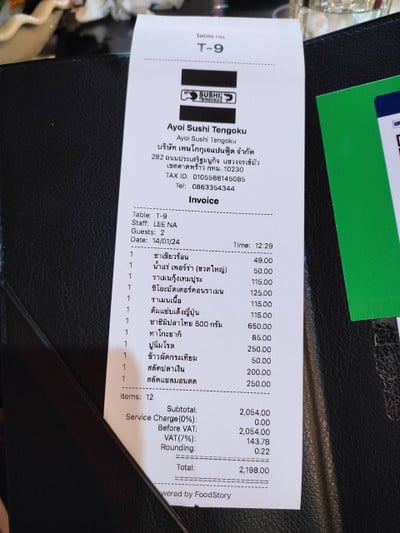 Table no.
T-9
SUSHI
TENGOKU
Ayoi Sushi Tengoku
Ayoi Sushi Tengoku
บริษัท เทนโกกุเจแปนฟู้ด จำกัด
282 ถนนประเสริฐมนูกิจ แขวงจรเข้บัว
เขตลาดพร้าว กทม. 10230
TAX ID. 0105566145085
Tel: 0863354344
Invoice
Table: T-9
Staff: LEE NA
Guests: 2
Date: 14/01/24 Time: 12:29
1 ชาเขียวร้อน 49.00
1 น้ำแร่ เพอร์ร่า (ขวดใหญ่) 50.00
1 ราเมนกุ้งเทมปุระ 115.00
1 ชิโอะบัตเตอร์คอนราเมน 125.00
1 ราเมนเนื้อ 115.00
1 ต้มแซ่บเล้งญี่ปุ่น 115.00
1 ซาชิมิปลาไทย 500 กรัม 650.00
1 ทาโกะยากิ 85.00
1 ปูนิ่มโรล 250.00
1 ข้าวผัดกระเทียม 50.00
1 สลัดปลาเงิน 200.00
1 สลัดแซลมอนสด 250.00
Items: 12
Subtotal: 2,054.00
Service Charge(0%): 0.00
Before VAT: 2,054.00
VAT(7%): 143.78
Rounding: 0.22
Total: 2,198.00
wered by FoodStory